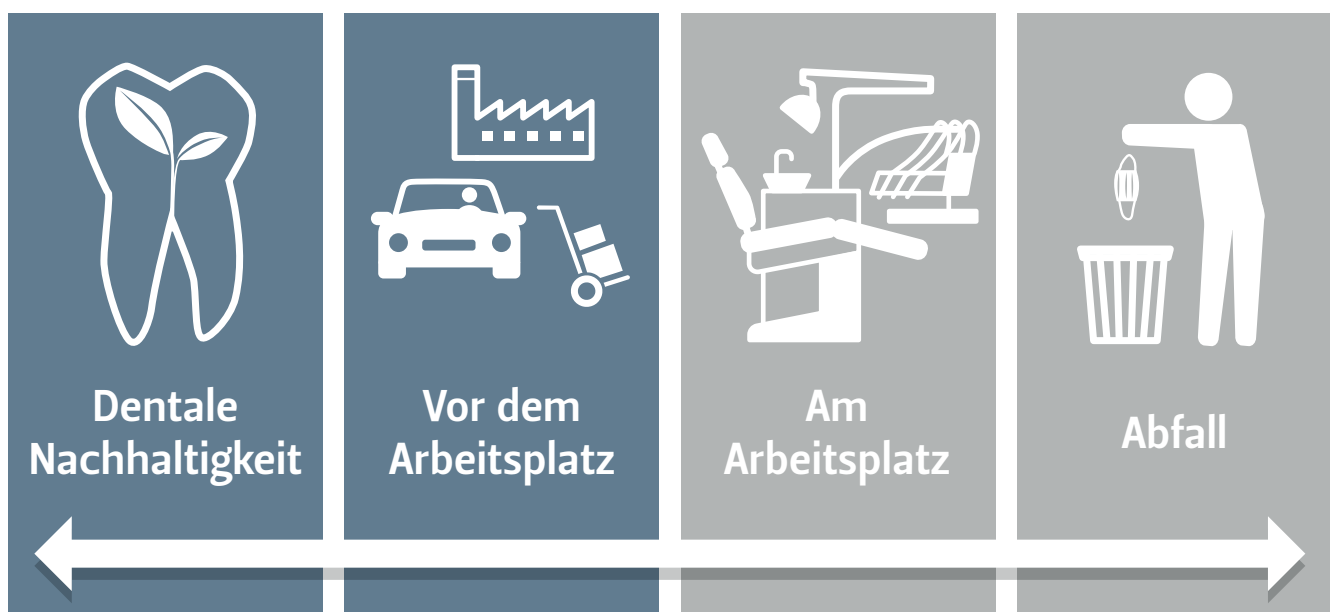 Dentale
Nachhaltigkeit
Vor dem
Arbeitsplatz
Am
Arbeitsplatz
Abfall